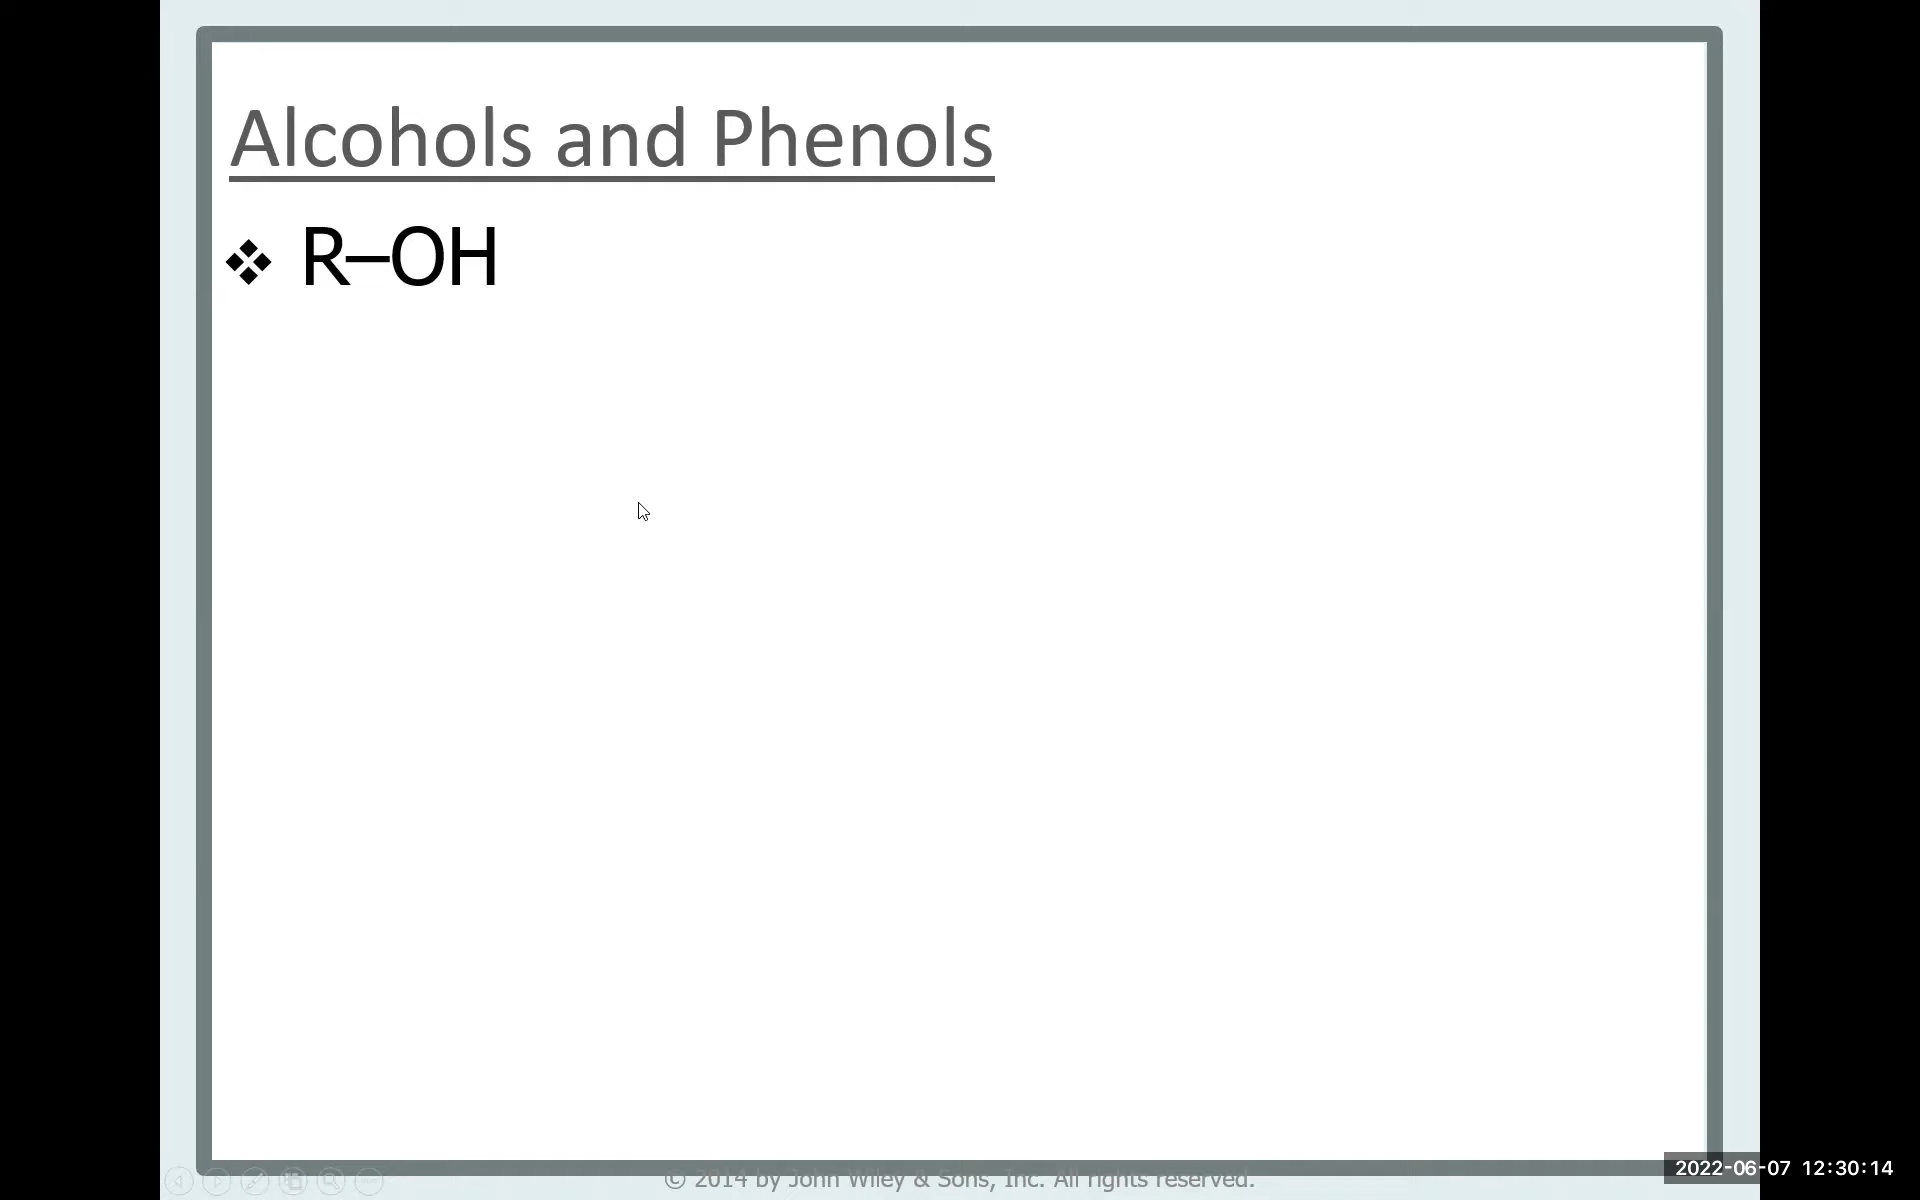 Alcohols and Phenols
❖ R–OH
© 2014 by John Wiley & Sons, Inc. All rights reserved.
2022-06-07 12:30:14